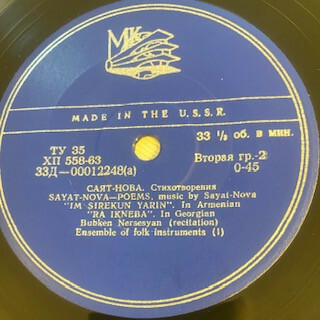 МК
MADE IN THE U.S.S.R.
33 1/3 об. в мин.
ТУ 35
ХП 558-63
33Д—00012248(а)
Вторая гр.-2
0-45
САЯТ-НОВА. Стихотворения
SAYAT-NOVA—POEMS, music by Sayat-Nova
"IM SIREKUN YARIN". In Armenian
"RA IKNEBA". In Georgian
Bubken Nersesyan (recitation)
Ensemble of folk instruments (1)